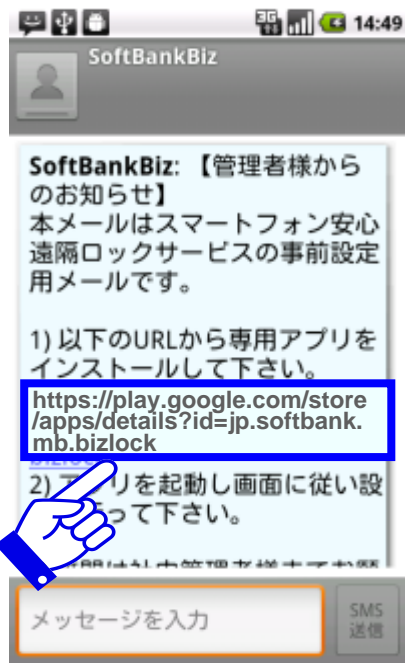 3G
14:49
SoftBankBiz
SoftBankBiz: 【管理者様から
のお知らせ】
本メールはスマートフォン安心
遠隔ロックサービスの事前設定
用メールです。
1) 以下のURLから専用アプリを
インストールして下さい。
https://play.google.com/store
/apps/details?id=jp.softbank.
mb.bizlock
2) ア リを起動し画面に従い設
って下さい。
メッセージを入力
SMS
送信